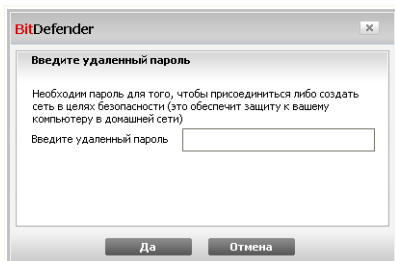 BitDefender
Введите удаленный пароль
Необходим пароль для того, чтобы присоединиться либо создать
сеть в целях безопасности (это обеспечит защиту к вашему
компьютеру в домашней сети)
Введите удаленный пароль
Да Отмена